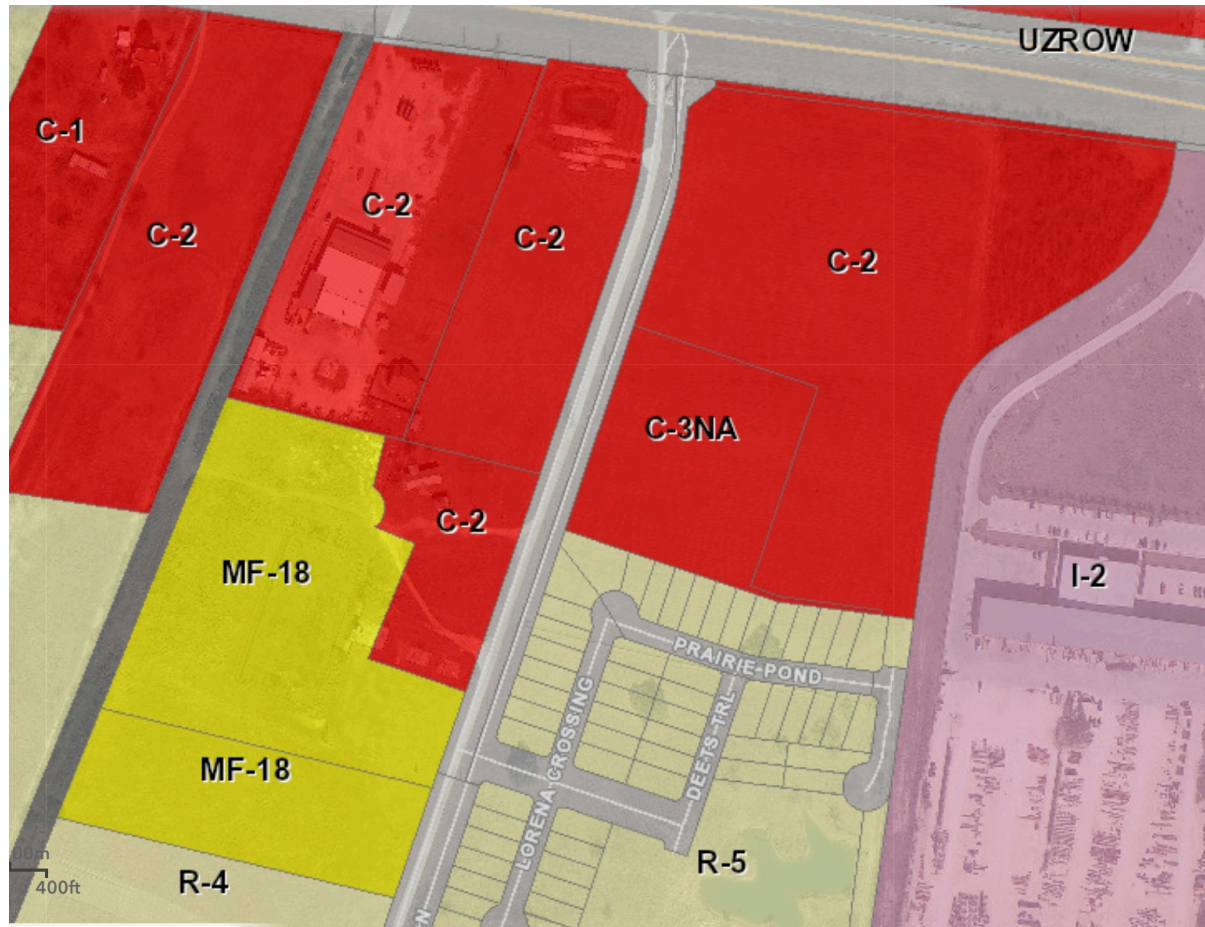 UZROW
C-1
C-2
C-2
C-2
C-2
C-3NA
C-2
MF-18
I-2
PRAIRIE-POND
LORENA-CROSSING
DEETS-TRL
MF-18
00m
400ft
R-4
R-5
N